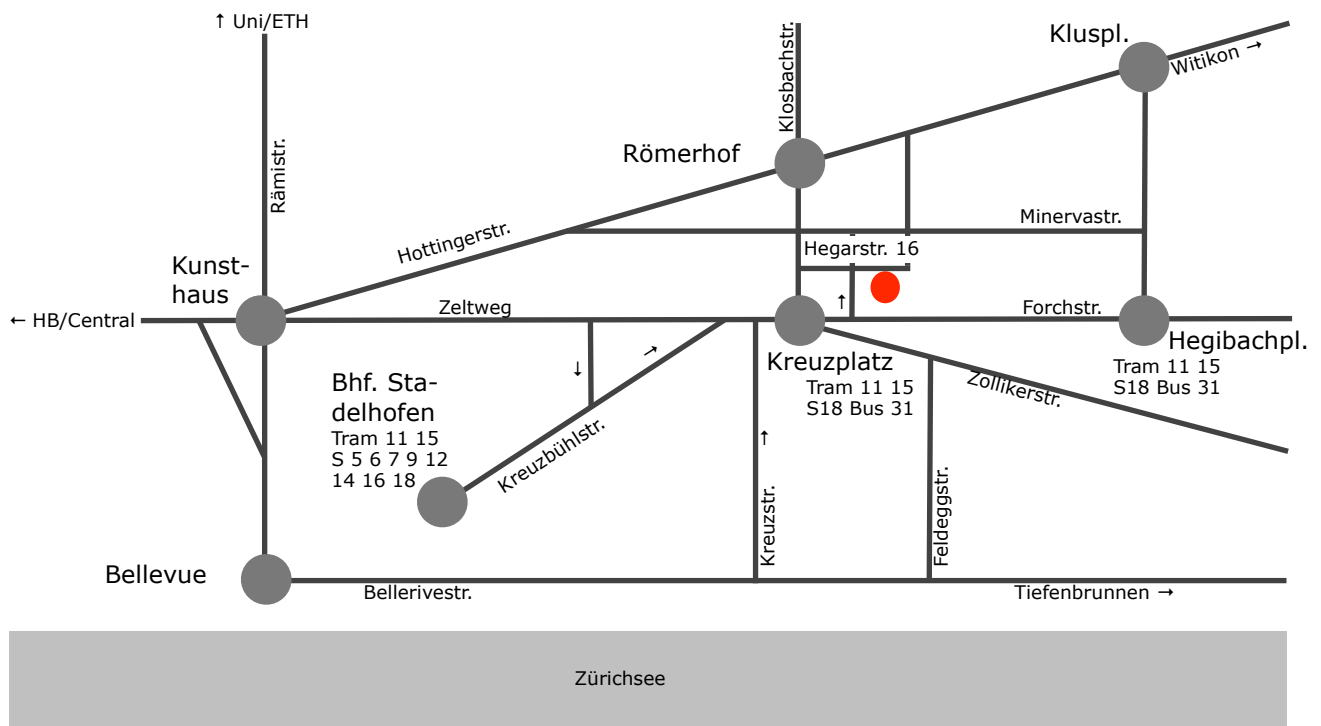 ↑ Uni/ETH
Kluspl.
Witikon →
Klosbachstr.
Römerhof
Rämistr.
Minervastr.
Hottingerstr.
Hegarstr. 16
Kunst-
haus
← HB/Central
Zeltweg
↑
Forchstr.
Hegibachpl.
Tram 11 15
S18 Bus 31
Kreuzplatz
Tram 11 15
S18 Bus 31
Zollikerstr.
→
↓
Bhf. Sta-
delhofen
Tram 11 15
S 5 6 7 9 12
14 16 18
Kreuzbühlstr.
↑
Kreuzstr.
Feldeggstr.
Bellevue
Bellerivestr.
Tiefenbrunnen →
Zürichsee